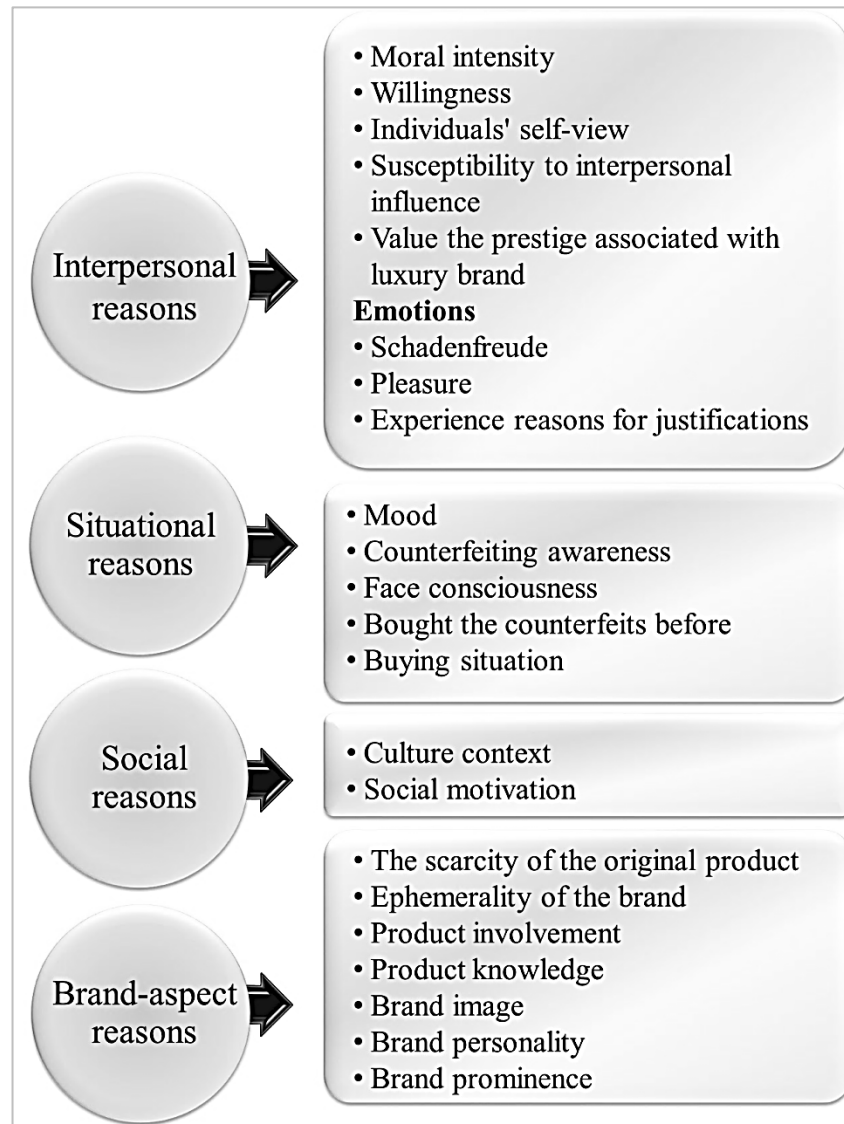 Interpersonal
reasons
• Moral intensity
• Willingness
• Individuals' self-view
• Susceptibility to interpersonal
influence
• Value the prestige associated with
luxury brand
Emotions
• Schadenfreude
• Pleasure
• Experience reasons for justifications
Situational
reasons
• Mood
• Counterfeiting awareness
• Face consciousness
• Bought the counterfeits before
• Buying situation
Social
reasons
• Culture context
• Social motivation
Brand-aspect
reasons
• The scarcity of the original product
• Ephemerality of the brand
• Product involvement
• Product knowledge
• Brand image
• Brand personality
• Brand prominence